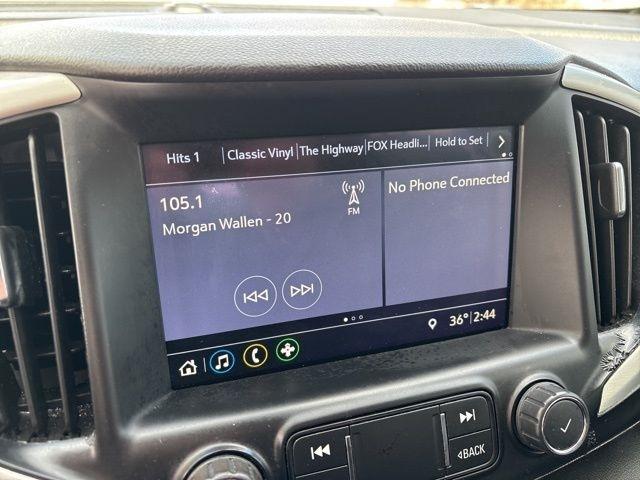 Hits 1 Classic Vinyl The Highway FOX Headli... Hold to Set
105.1 FM No Phone Connected
Morgan Wallen - 20
36° 2:44
BACK